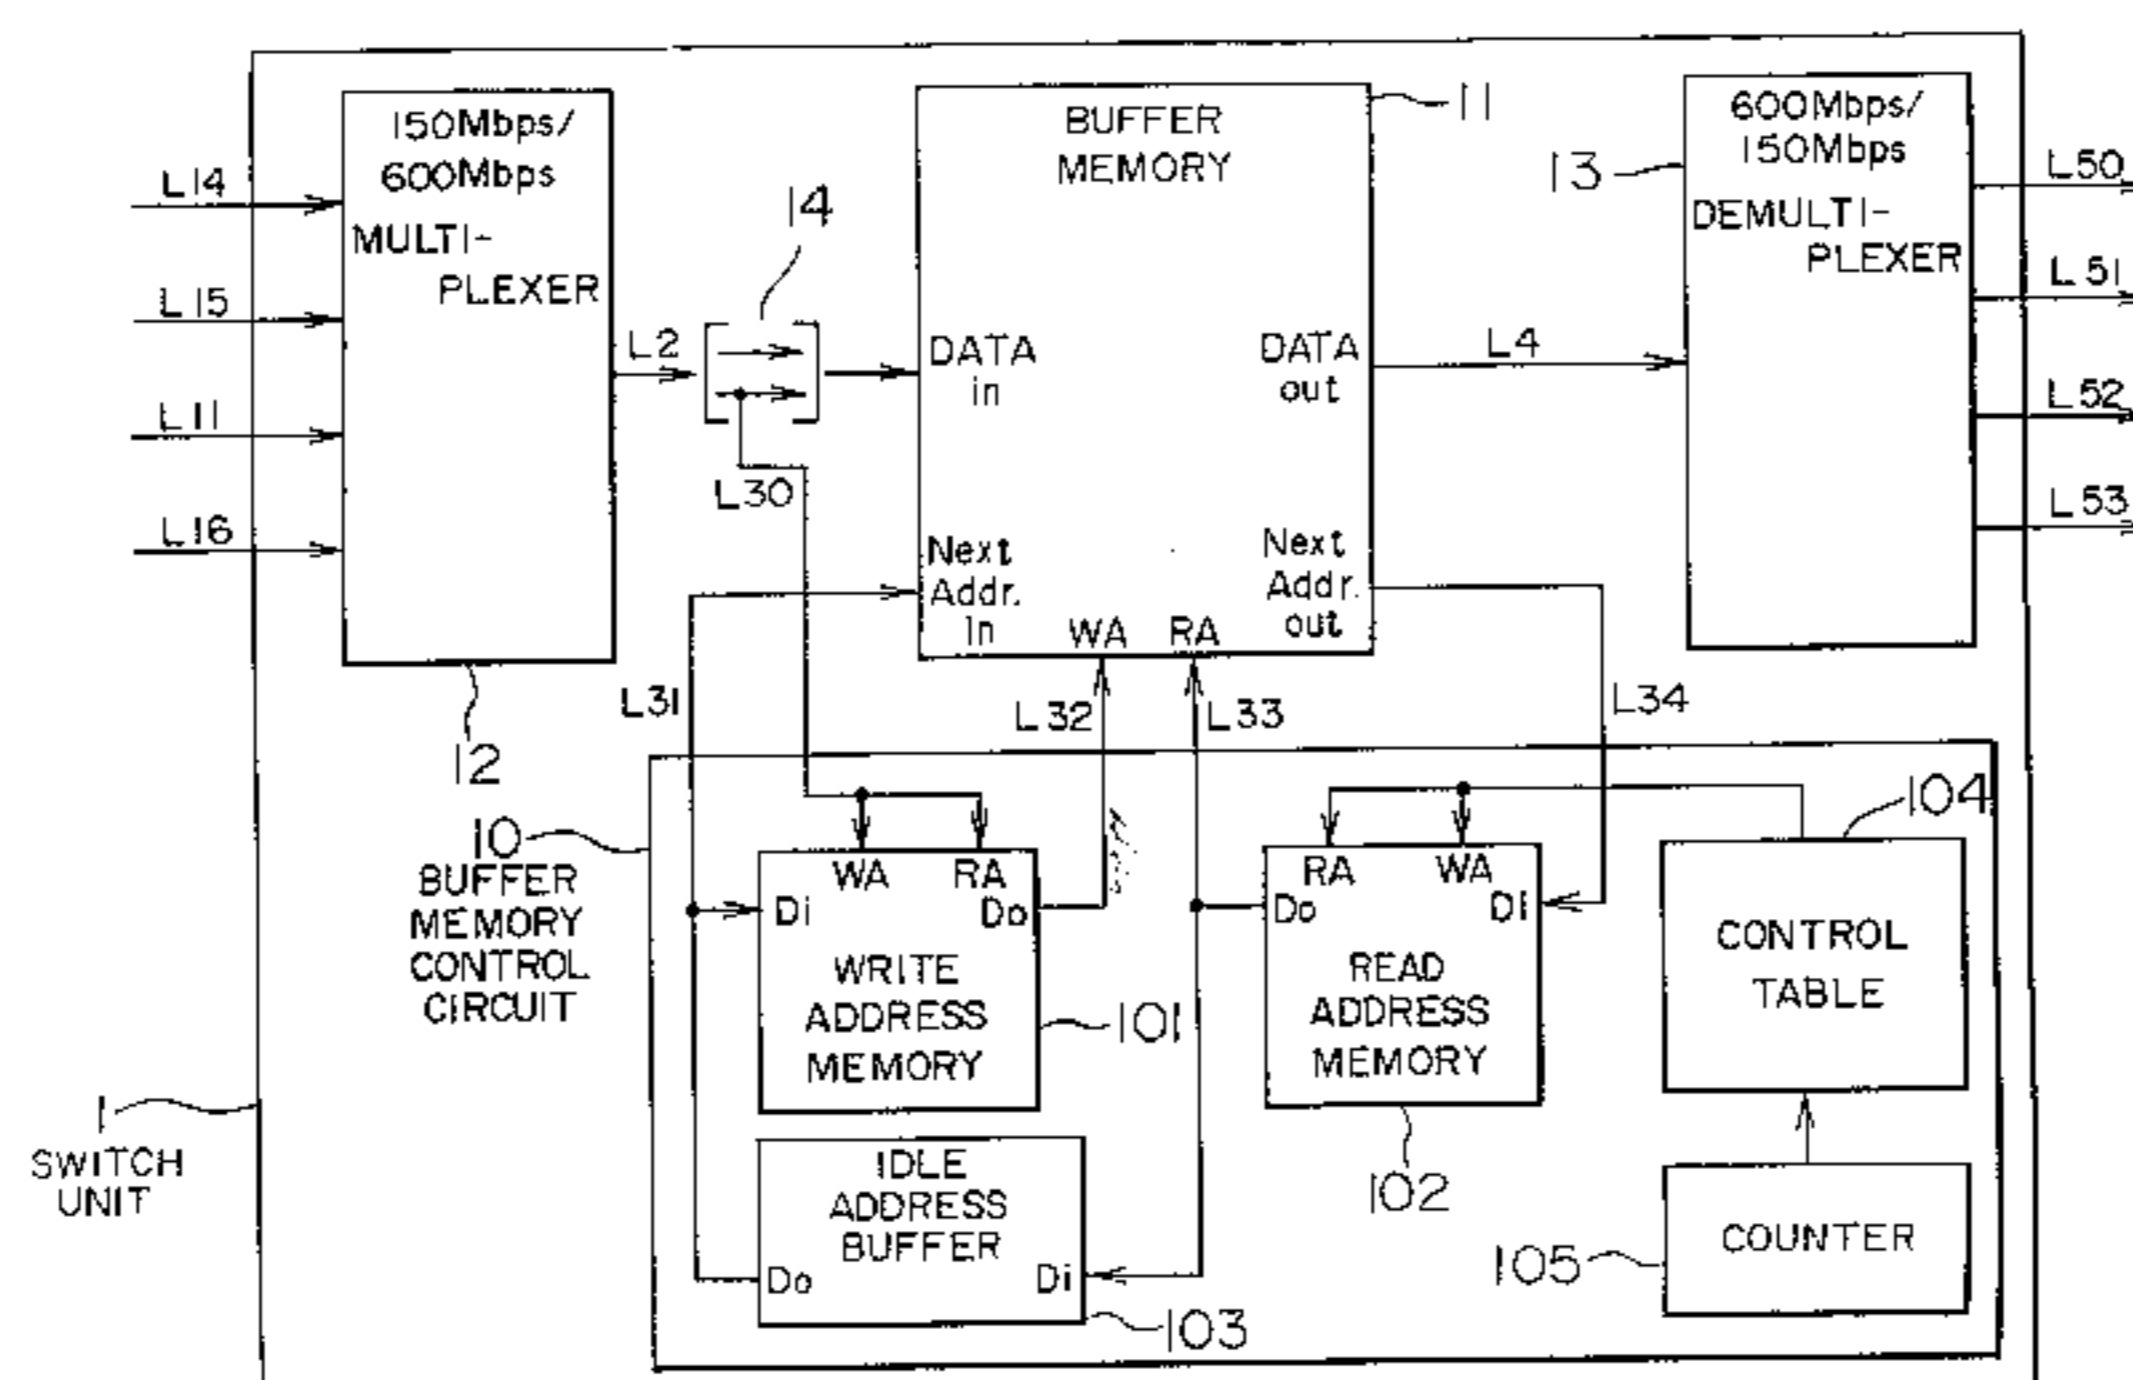 150Mbps/
600Mbps
MULTI-
PLEXER
12
L14
L15
L11
L16
L2
14
L30
BUFFER
MEMORY
11
DATA
in
DATA
out
Next
Addr.
in
WA
RA
Next
Addr.
out
L4
13
600Mbps/
150Mbps
DEMULTI-
PLEXER
L50
L51
L52
L53
L31
L32
L33
L34
10
BUFFER
MEMORY
CONTROL
CIRCUIT
WA
RA
Di
Do
WRITE
ADDRESS
MEMORY
101
RA
WA
Do
Di
READ
ADDRESS
MEMORY
102
104
CONTROL
TABLE
IDLE
ADDRESS
BUFFER
Do
Di
103
105
COUNTER
1
SWITCH
UNIT